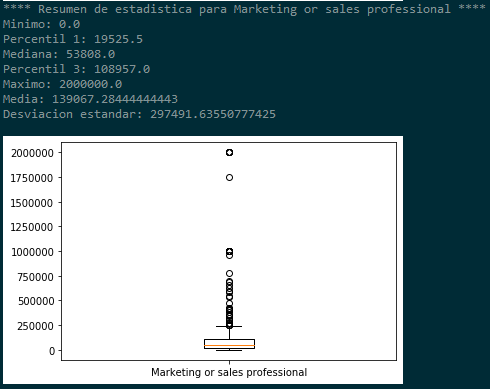 **** Resumen de estadistica para Marketing or sales professional ****
Minimo: 0.0
Percentil 1: 19525.5
Mediana: 53808.0
Percentil 3: 108957.0
Maximo: 2000000.0
Media: 139067.28444444443
Desviacion estandar: 297491.63550777425
2000000
1750000
1500000
1250000
1000000
750000
500000
250000
0
Marketing or sales professional